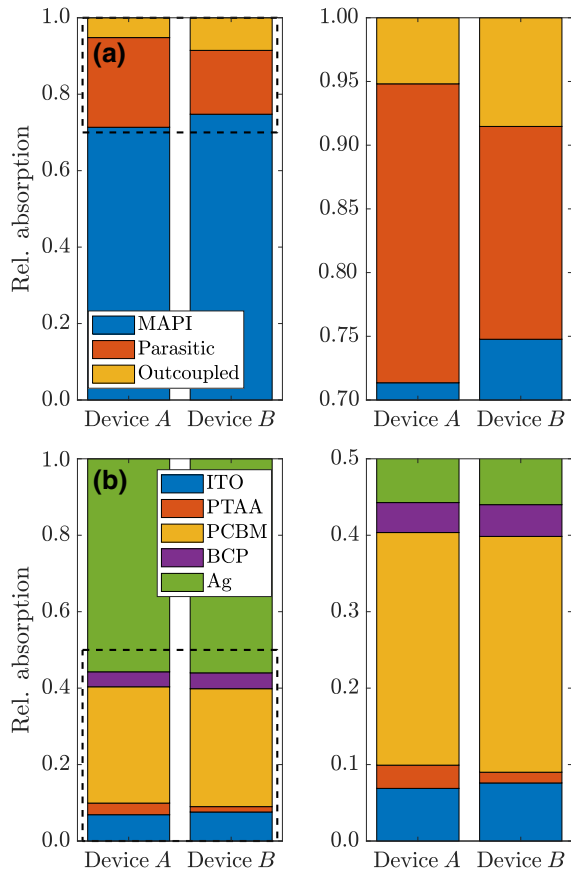 1.0
0.8
0.6
0.4
0.2
0.0
Rel. absorption
(a)
MAPI
Parasitic
Outcoupled
Device A
Device B
1.00
0.95
0.90
0.85
0.80
0.75
0.70
Rel. absorption
Device A
Device B
1.0
0.8
0.6
0.4
0.2
0.0
Rel. absorption
(b)
ITO
PTAA
PCBM
BCP
Ag
Device A
Device B
0.5
0.4
0.3
0.2
0.1
0.0
Device A
Device B